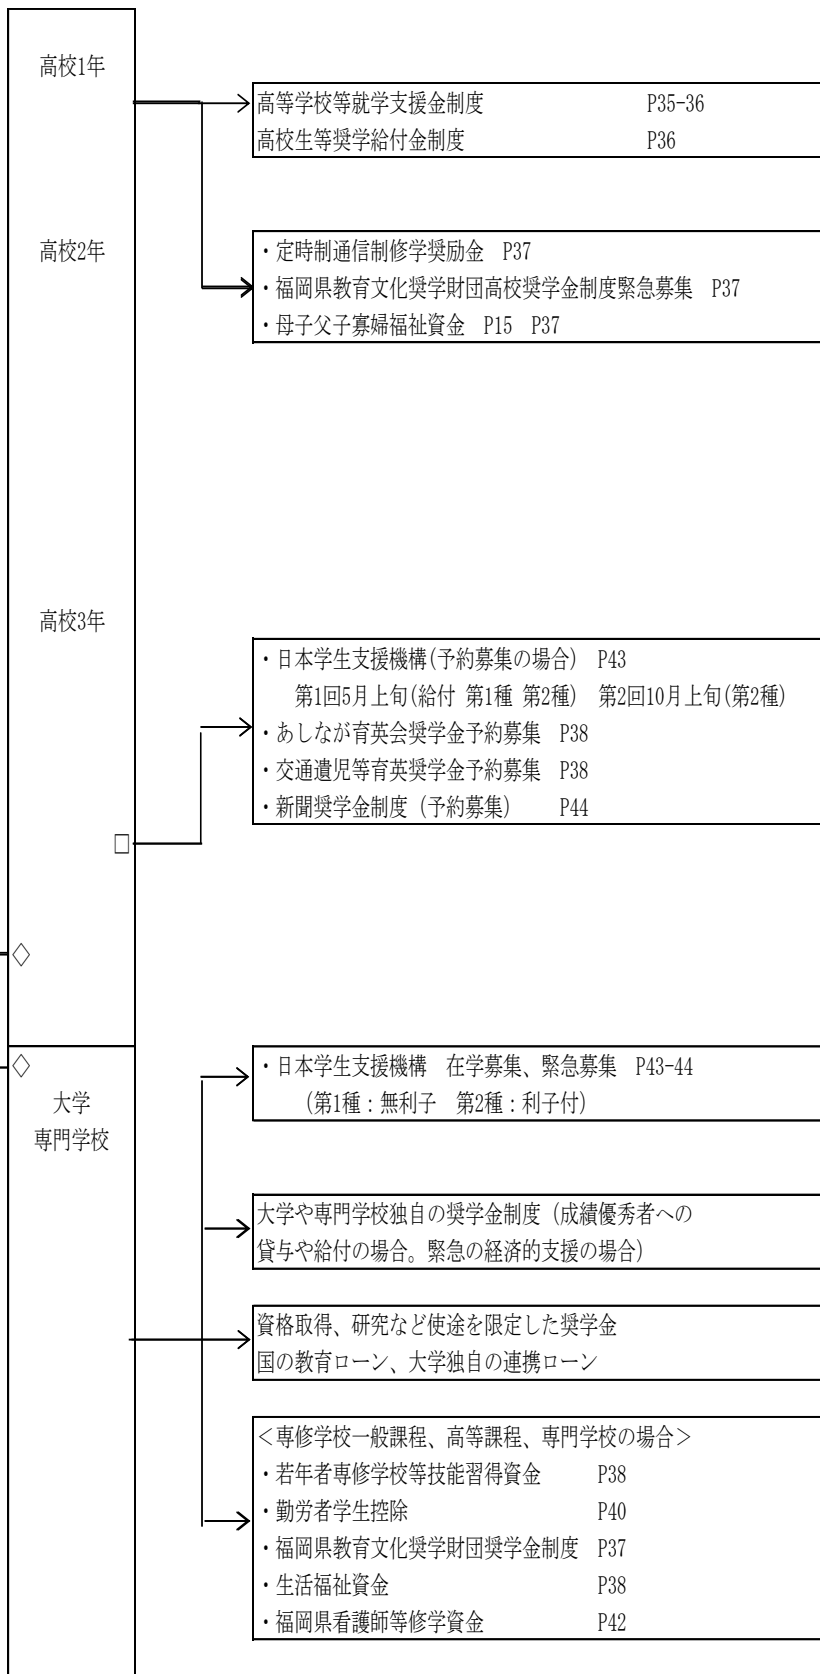 高校1年
高等学校等就学支援金制度 P35-36
高校生等奨学給付金制度 P36
高校2年
・定時制通信制修学奨励金 P37
・福岡県教育文化奨学財団高校奨学金制度緊急募集 P37
・母子父子寡婦福祉資金 P15 P37
高校3年
・日本学生支援機構(予約募集の場合) P43
第1回5月上旬(給付 第1種 第2種) 第2回10月上旬(第2種)
・あしなが育英会奨学金予約募集 P38
・交通遺児等育英奨学金予約募集 P38
・新聞奨学金制度（予約募集） P44
□
◇
◇
大学
専門学校
・日本学生支援機構 在学募集、緊急募集 P43-44
（第1種：無利子 第2種：利子付）
大学や専門学校独自の奨学金制度（成績優秀者への
貸与や給付の場合。緊急の経済的支援の場合）
資格取得、研究など使途を限定した奨学金
国の教育ローン、大学独自の連携ローン
＜専修学校一般課程、高等課程、専門学校の場合＞
・若年者専修学校等技能習得資金 P38
・勤労者学生控除 P40
・福岡県教育文化奨学財団奨学金制度 P37
・生活福祉資金 P38
・福岡県看護師等修学資金 P42